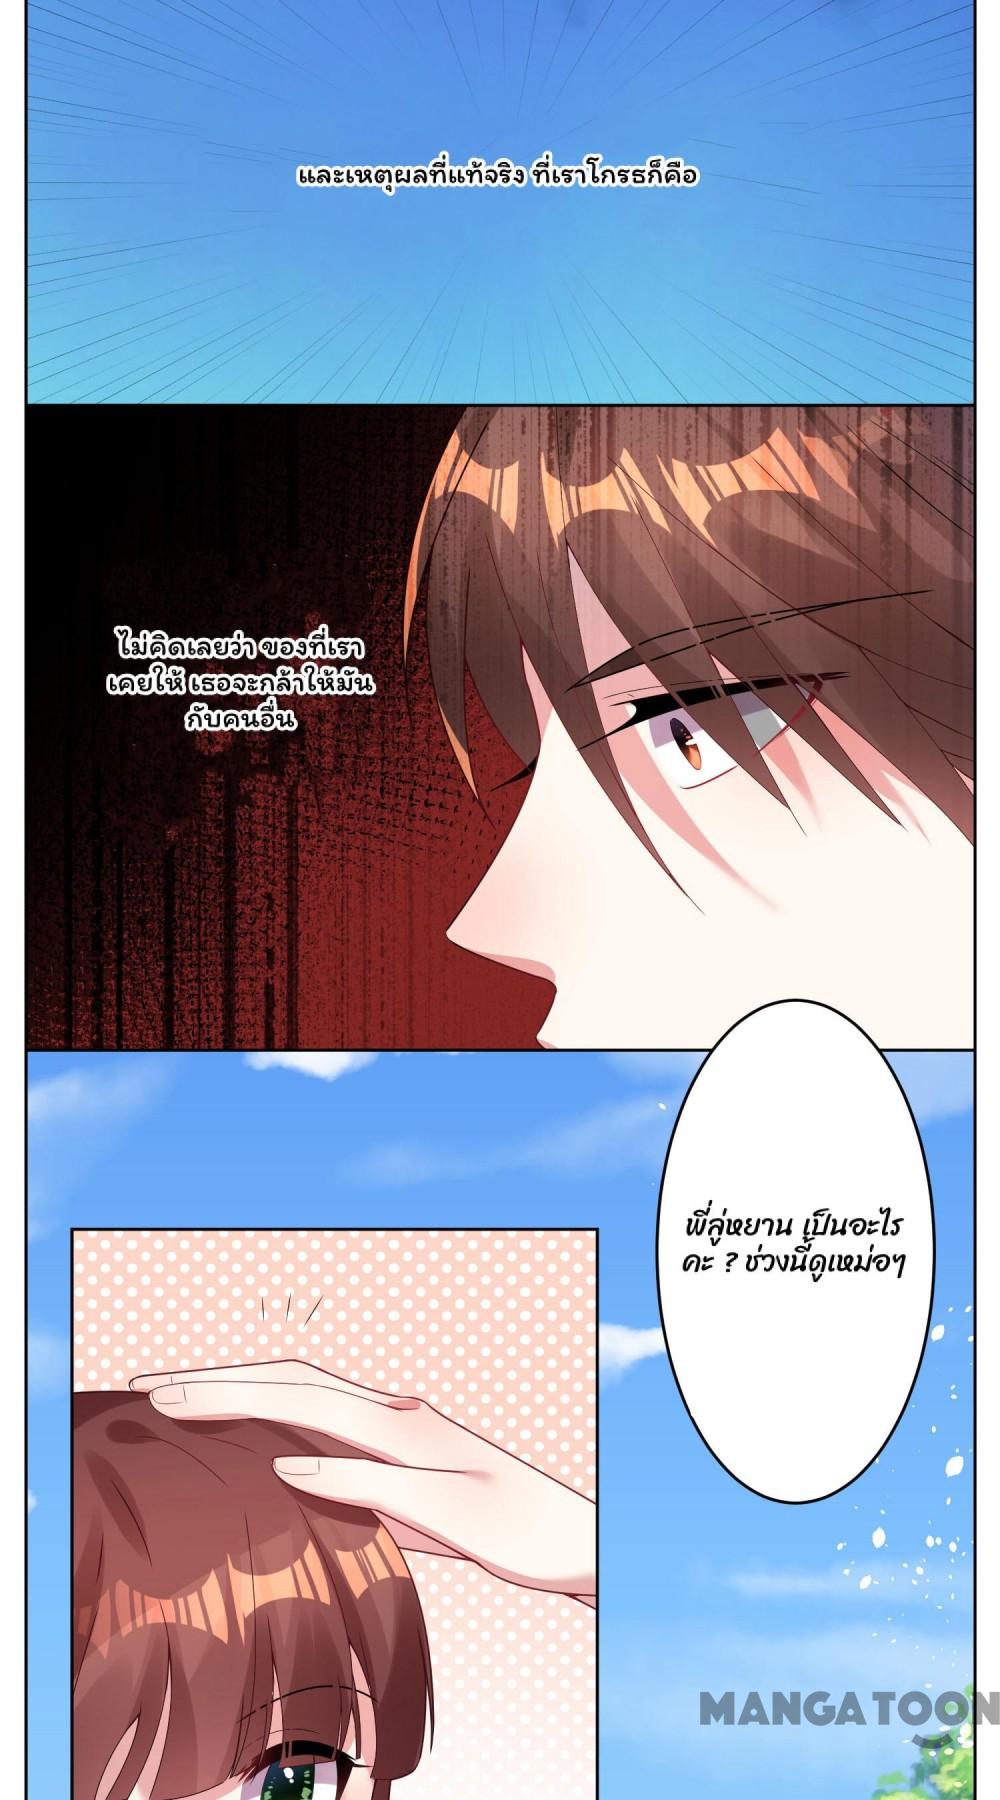 และเหตุผลที่แท้จริง ที่เราโกรธก็คือ
ไม่คิดเลยว่า ของที่เรา
เคยให้ เธอจะกล้าให้มัน
กับคนอื่น
พี่ลู่หยาน เป็นอะไร
คะ ? ช่วงนี้ดูเหม่อๆ
MANGATOON